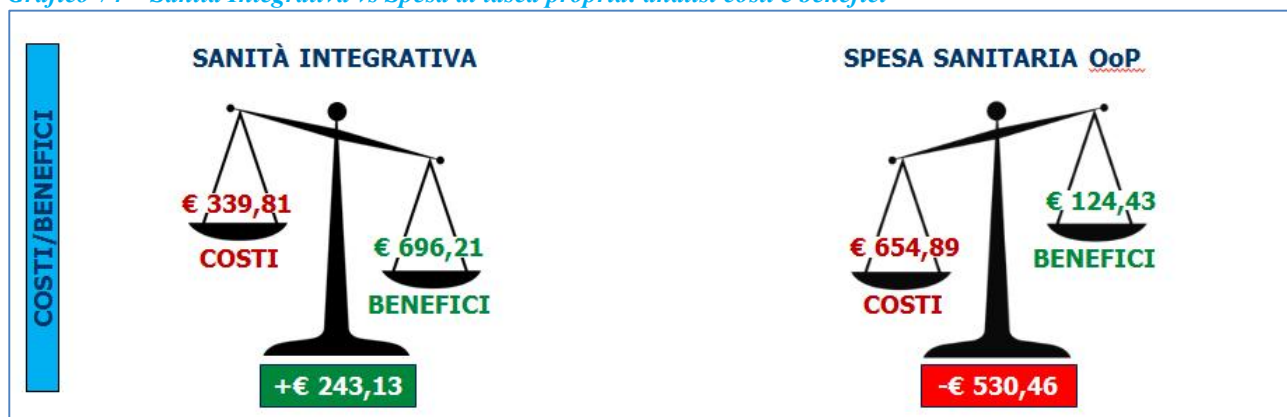 SANITÀ INTEGRATIVA
SPESA SANITARIA OoP
COSTI/BENEFICI
€ 339,81
COSTI
€ 696,21
BENEFICI
+€ 243,13
€ 124,43
BENEFICI
€ 654,89
COSTI
-€ 530,46